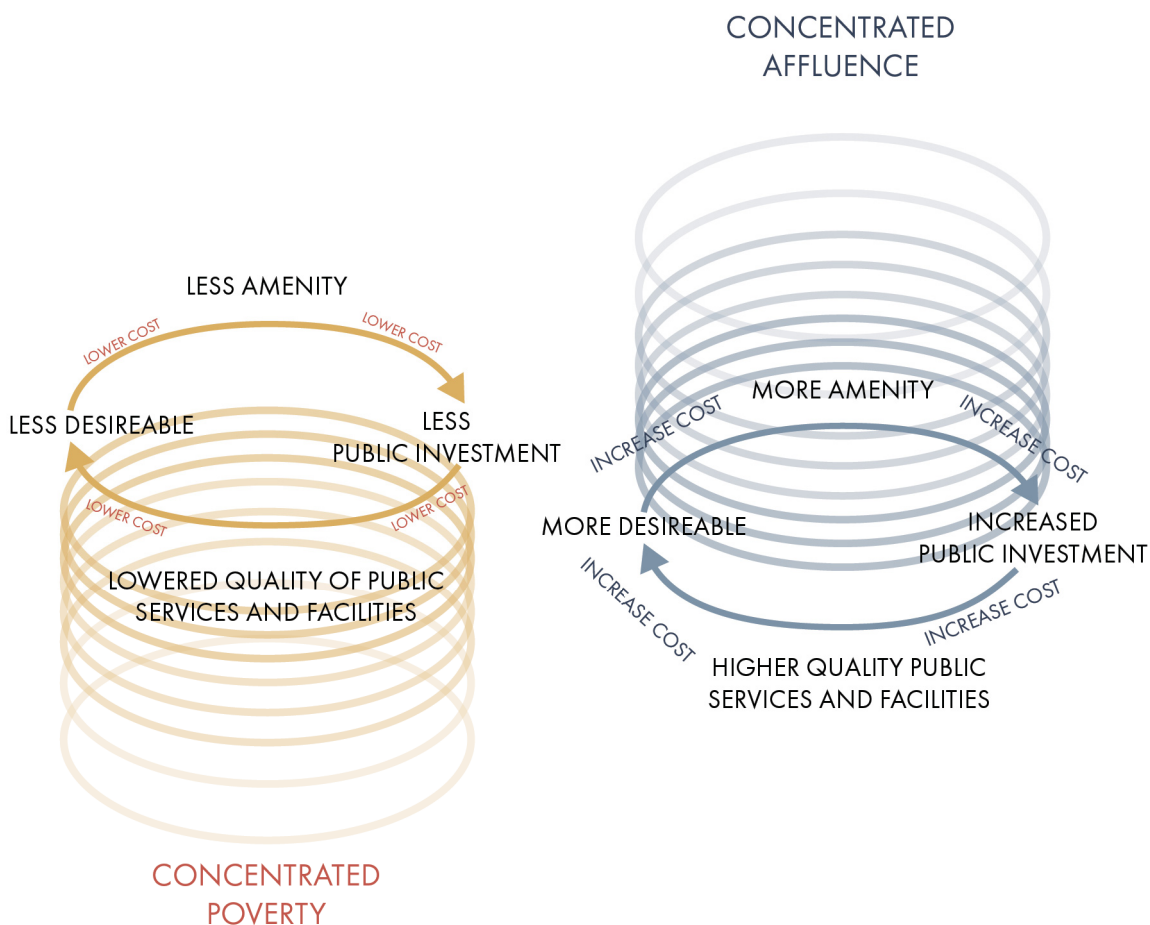 CONCENTRATED
AFFLUENCE
LESS AMENITY
LOWER COST
LOWER COST
LESS DESIREABLE
LESS
PUBLIC INVESTMENT
LOWER COST
LOWER COST
LOWERED QUALITY OF PUBLIC
SERVICES AND FACILITIES
CONCENTRATED
POVERTY
MORE AMENITY
INCREASE COST
INCREASE COST
MORE DESIREABLE
INCREASED
PUBLIC INVESTMENT
INCREASE COST
INCREASE COST
HIGHER QUALITY PUBLIC
SERVICES AND FACILITIES